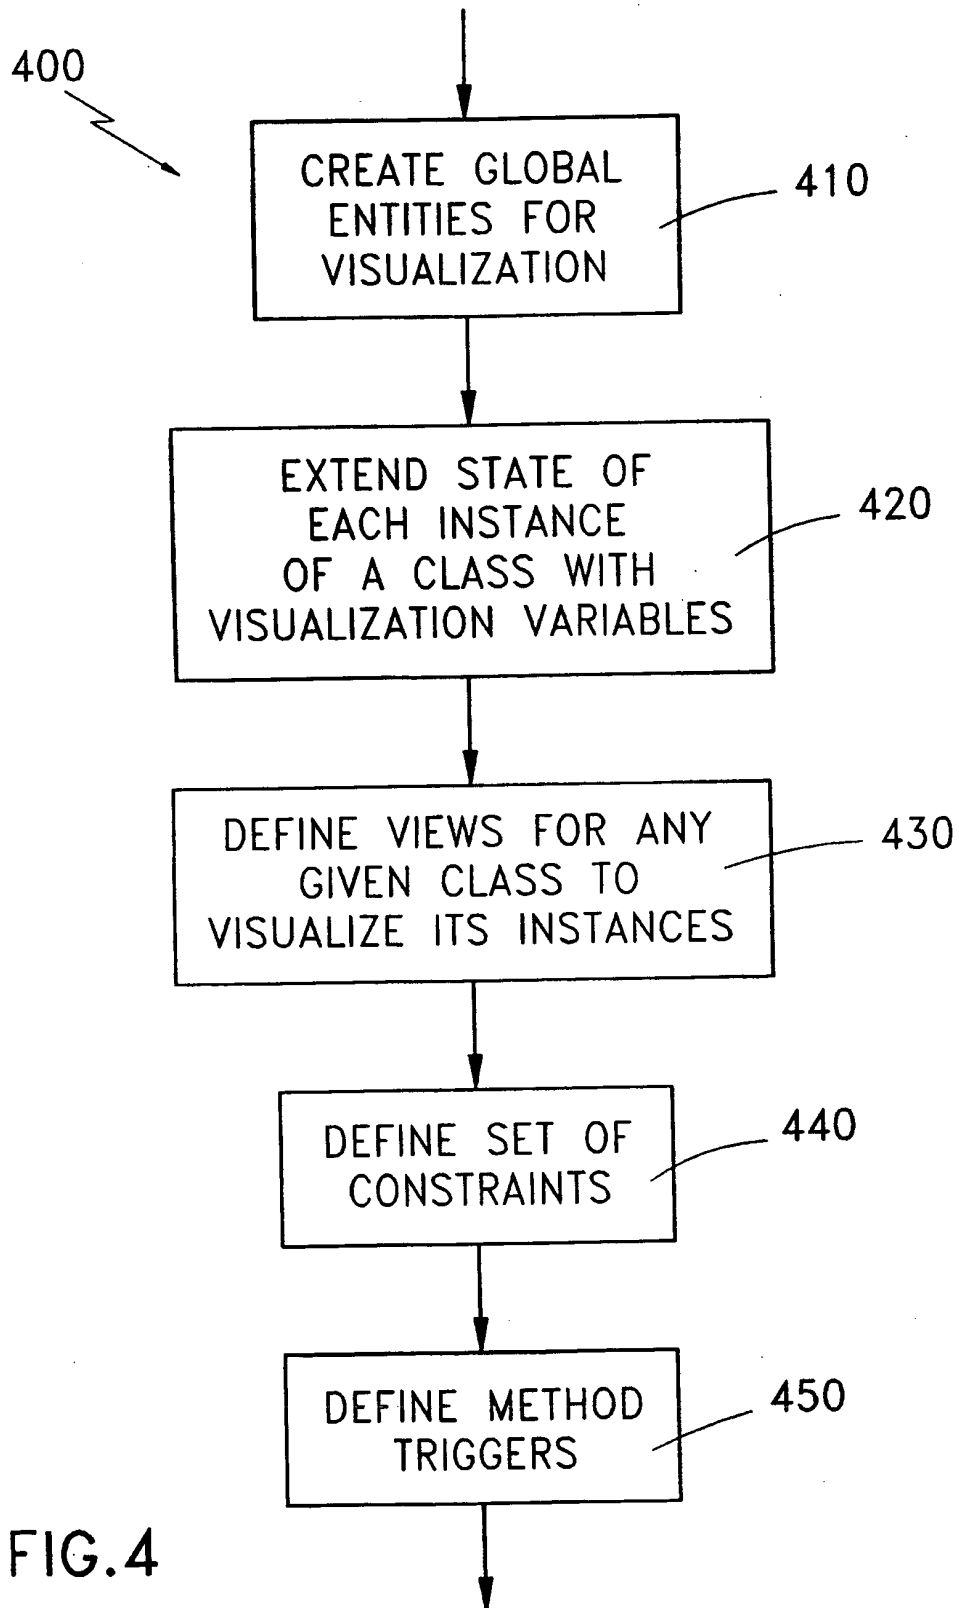 400
CREATE GLOBAL
ENTITIES FOR
VISUALIZATION
410
EXTEND STATE OF
EACH INSTANCE
OF A CLASS WITH
VISUALIZATION VARIABLES
420
DEFINE VIEWS FOR ANY
GIVEN CLASS TO
VISUALIZE ITS INSTANCES
430
DEFINE SET OF
CONSTRAINTS
440
DEFINE METHOD
TRIGGERS
450
FIG.4